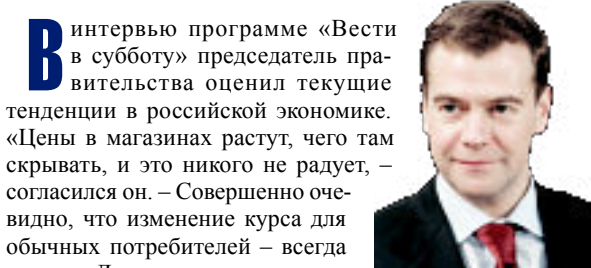 В интервью программе «Вести
в субботу» председатель пра-
вительства оценил текущие
тенденции в российской экономике.
«Цены в магазинах растут, чего там
скрывать, и это никого не радует, –
согласился он. – Совершенно оче-
видно, что изменение курса для
обычных потребителей – всегда